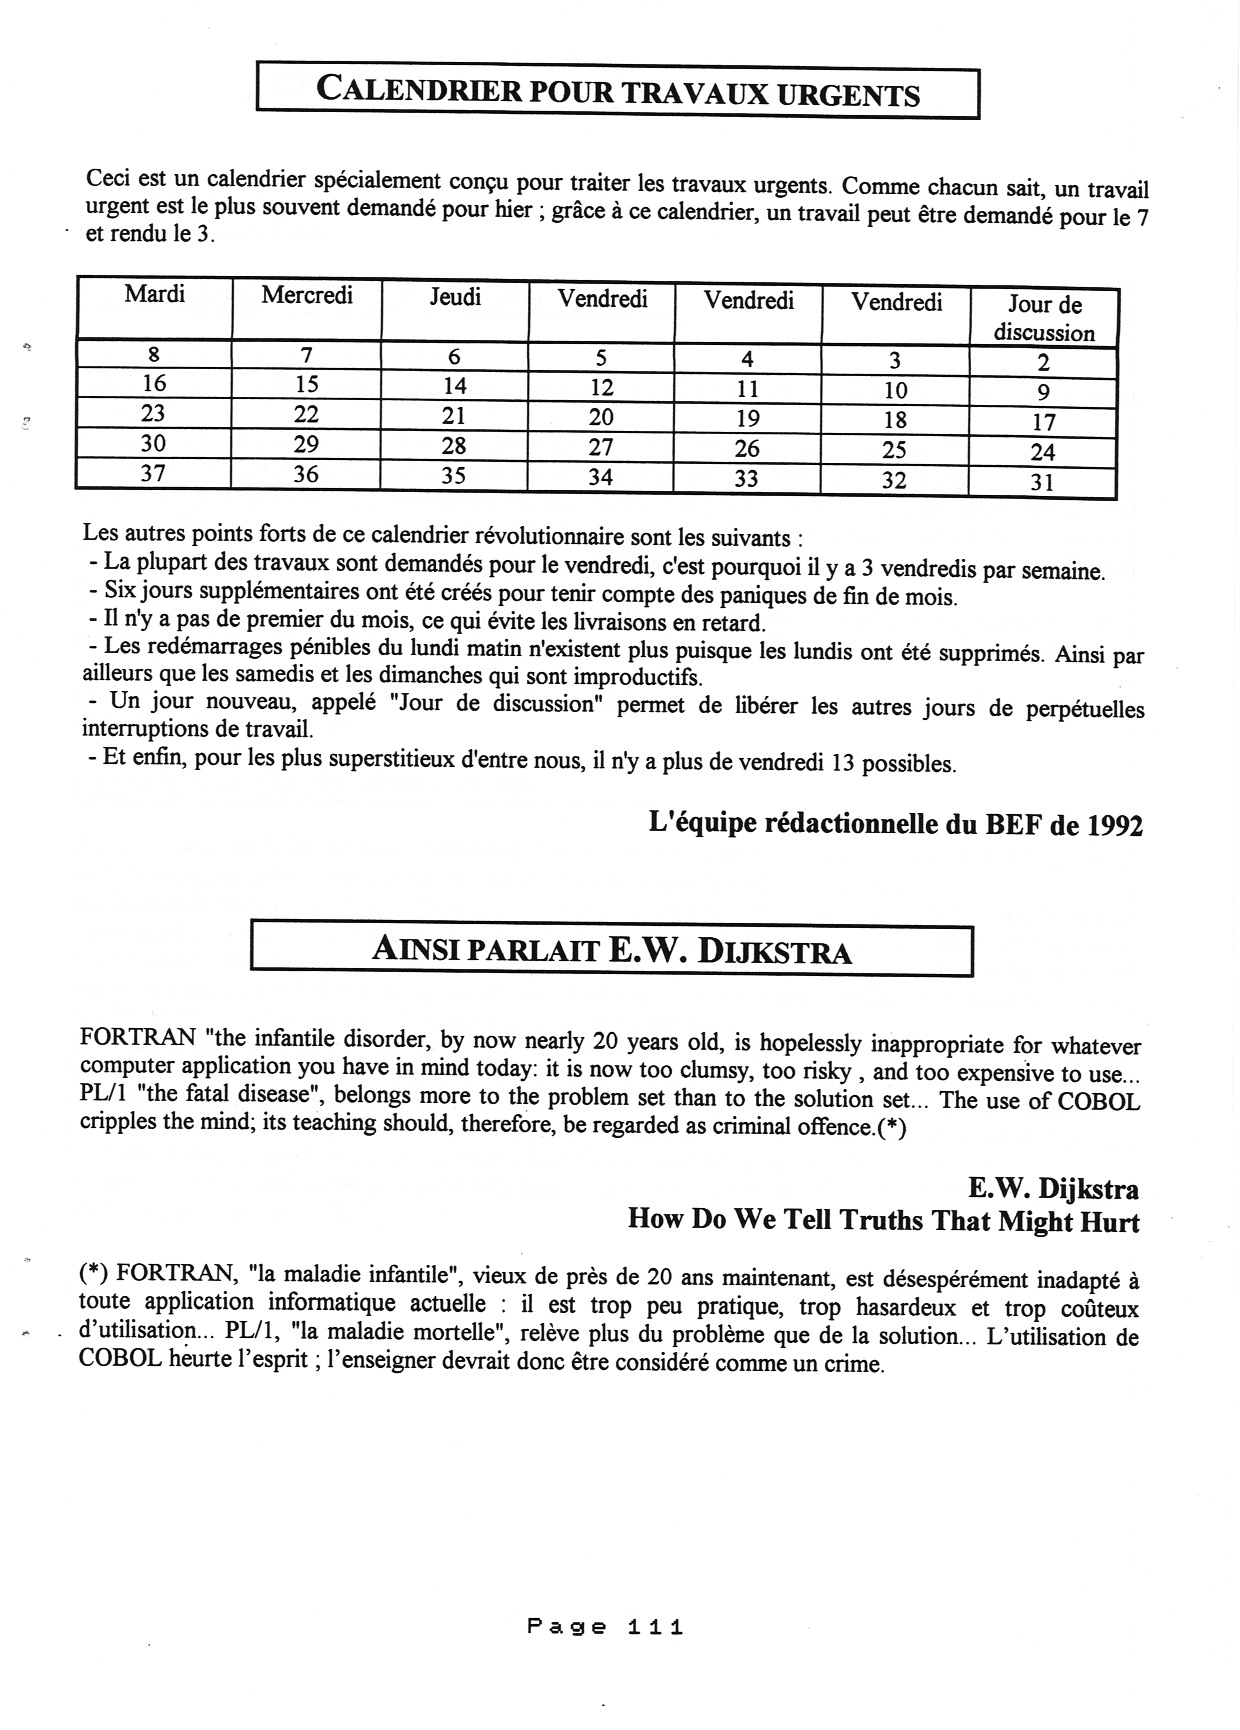 CALENDRIER POUR TRAVAUX URGENTS
Ceci est un calendrier spécialement conçu pour traiter les travaux urgents. Comme chacun sait, un travail
urgent est le plus souvent demandé pour hier ; grâce à ce calendrier, un travail peut être demandé pour le 7
et rendu le 3.
Mardi Mercredi Jeudi Vendredi Vendredi Vendredi Jour de
discussion
8 7 6 5 4 3 2
16 15 14 12 11 10 9
23 22 21 20 19 18 17
30 29 28 27 26 25 24
37 36 35 34 33 32 31
Les autres points forts de ce calendrier révolutionnaire sont les suivants :
- La plupart des travaux sont demandés pour le vendredi, c'est pourquoi il y a 3 vendredis par semaine.
- Six jours supplémentaires ont été créés pour tenir compte des paniques de fin de mois.
- Il n'y a pas de premier du mois, ce qui évite les livraisons en retard.
- Les redémarrages pénibles du lundi matin n'existent plus puisque les lundis ont été supprimés. Ainsi par
ailleurs que les samedis et les dimanches qui sont improductifs.
- Un jour nouveau, appelé "Jour de discussion" permet de libérer les autres jours de perpétuelles
interruptions de travail.
- Et enfin, pour les plus superstitieux d'entre nous, il n'y a plus de vendredi 13 possibles.
L'équipe rédactionnelle du BEF de 1992
AINSI PARLAIT E.W. DIJKSTRA
FORTRAN "the infantile disorder, by now nearly 20 years old, is hopelessly inappropriate for whatever
computer application you have in mind today: it is now too clumsy, too risky , and too expensive to use...
PL/1 "the fatal disease", belongs more to the problem set than to the solution set... The use of COBOL
cripples the mind; its teaching should, therefore, be regarded as criminal offence.(*)
E.W. Dijkstra
How Do We Tell Truths That Might Hurt
(*) FORTRAN, "la maladie infantile", vieux de près de 20 ans maintenant, est désespérément inadapté à
toute application informatique actuelle : il est trop peu pratique, trop hasardeux et trop coûteux
d'utilisation... PL/1, "la maladie mortelle", relève plus du problème que de la solution... L'utilisation de
COBOL heurte l'esprit ; l'enseigner devrait donc être considéré comme un crime.
Page 111